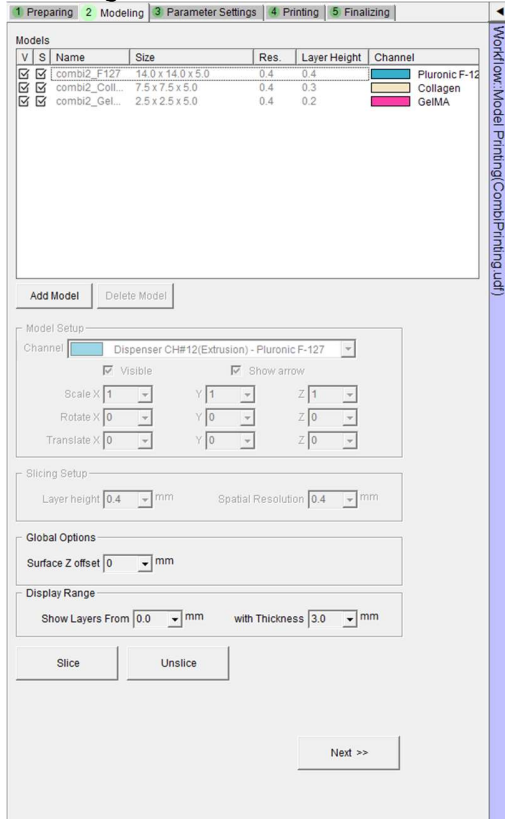 1 Preparing 2 Modeling 3 Parameter Settings 4 Printing 5 Finalizing
Models
V S Name Size Res. Layer Height Channel
combi2_F127 14.0 x 14.0 x 5.0 0.4 0.4 Pluronic F-12
combi2_Coll... 7.5 x 7.5 x 5.0 0.4 0.3 Collagen
combi2_Gel... 2.5 x 2.5 x 5.0 0.4 0.2 GelMA
Add Model Delete Model
Model Setup
Channel Dispenser CH#12(Extrusion) - Pluronic F-127
Visible Show arrow
Scale X 1 Y 1 Z 1
Rotate X 0 Y 0 Z 0
Translate X 0 Y 0 Z 0
Slicing Setup
Layer height 0.4 mm Spatial Resolution 0.4 mm
Global Options
Surface Z offset 0 mm
Display Range
Show Layers From 0.0 mm with Thickness 3.0 mm
Slice Unslice
Next >>
Workflow::Model Printing(CombiPrinting.udf)